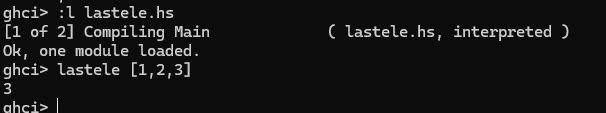 ghci> :l lastele.hs
[1 of 2] Compiling Main             ( lastele.hs, interpreted )
Ok, one module loaded.
ghci> lastele [1,2,3]
3
ghci>